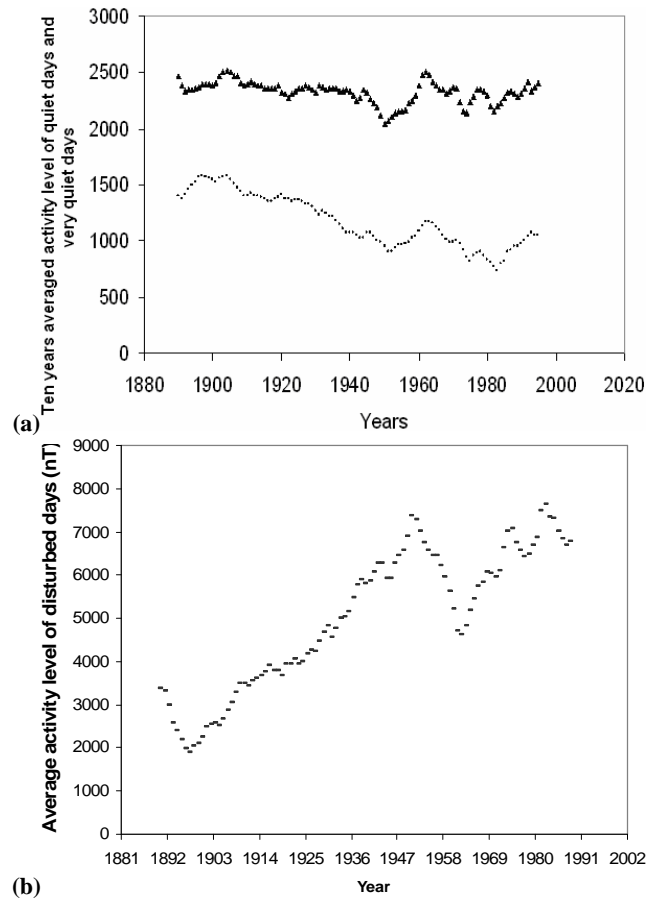 Ten years averaged activity level of quiet days and
very quiet days
3000
2500
2000
1500
1000
500
0
1880 1900 1920 1940 1960 1980 2000 2020
Years
(a)
Average activity level of disturbed days (nT)
9000
8000
7000
6000
5000
4000
3000
2000
1000
0
1881 1892 1903 1914 1925 1936 1947 1958 1969 1980 1991 2002
Year
(b)